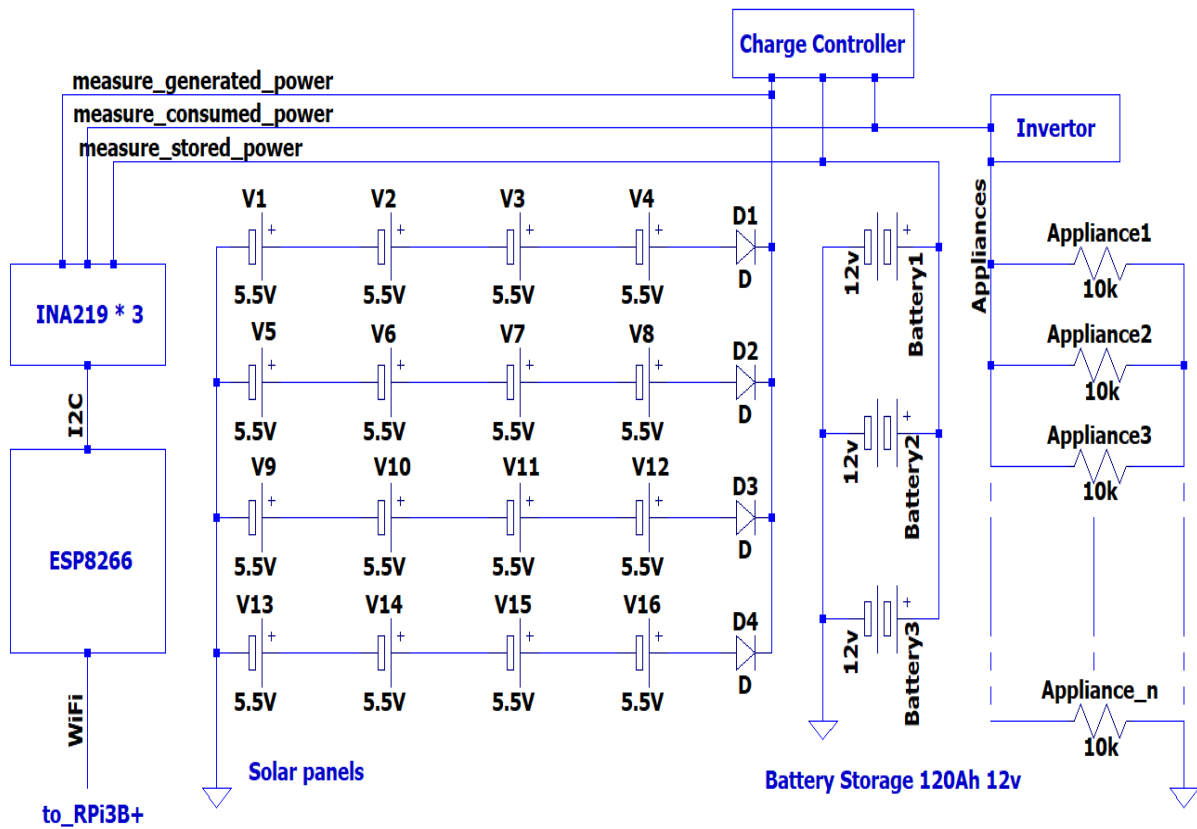 Charge Controller
measure_generated_power
measure_consumed_power
Invertor
measure_stored_power
V1
V2
V3
V4
D1
Appliances
Appliance1
5.5V
5.5V
5.5V
5.5V
D
12v
Battery1
10k
INA219 * 3
V5
V6
V7
V8
D2
Appliance2
5.5V
5.5V
5.5V
5.5V
D
10k
I2C
Appliance3
V9
V10
V11
V12
D3
12v
Battery2
10k
ESP8266
5.5V
5.5V
5.5V
5.5V
D
V13
V14
V15
V16
D4
12v
Battery3
5.5V
5.5V
5.5V
5.5V
D
Appliance_n
10k
WiFi
Solar panels
Battery Storage 120Ah 12v
to_RPi3B+